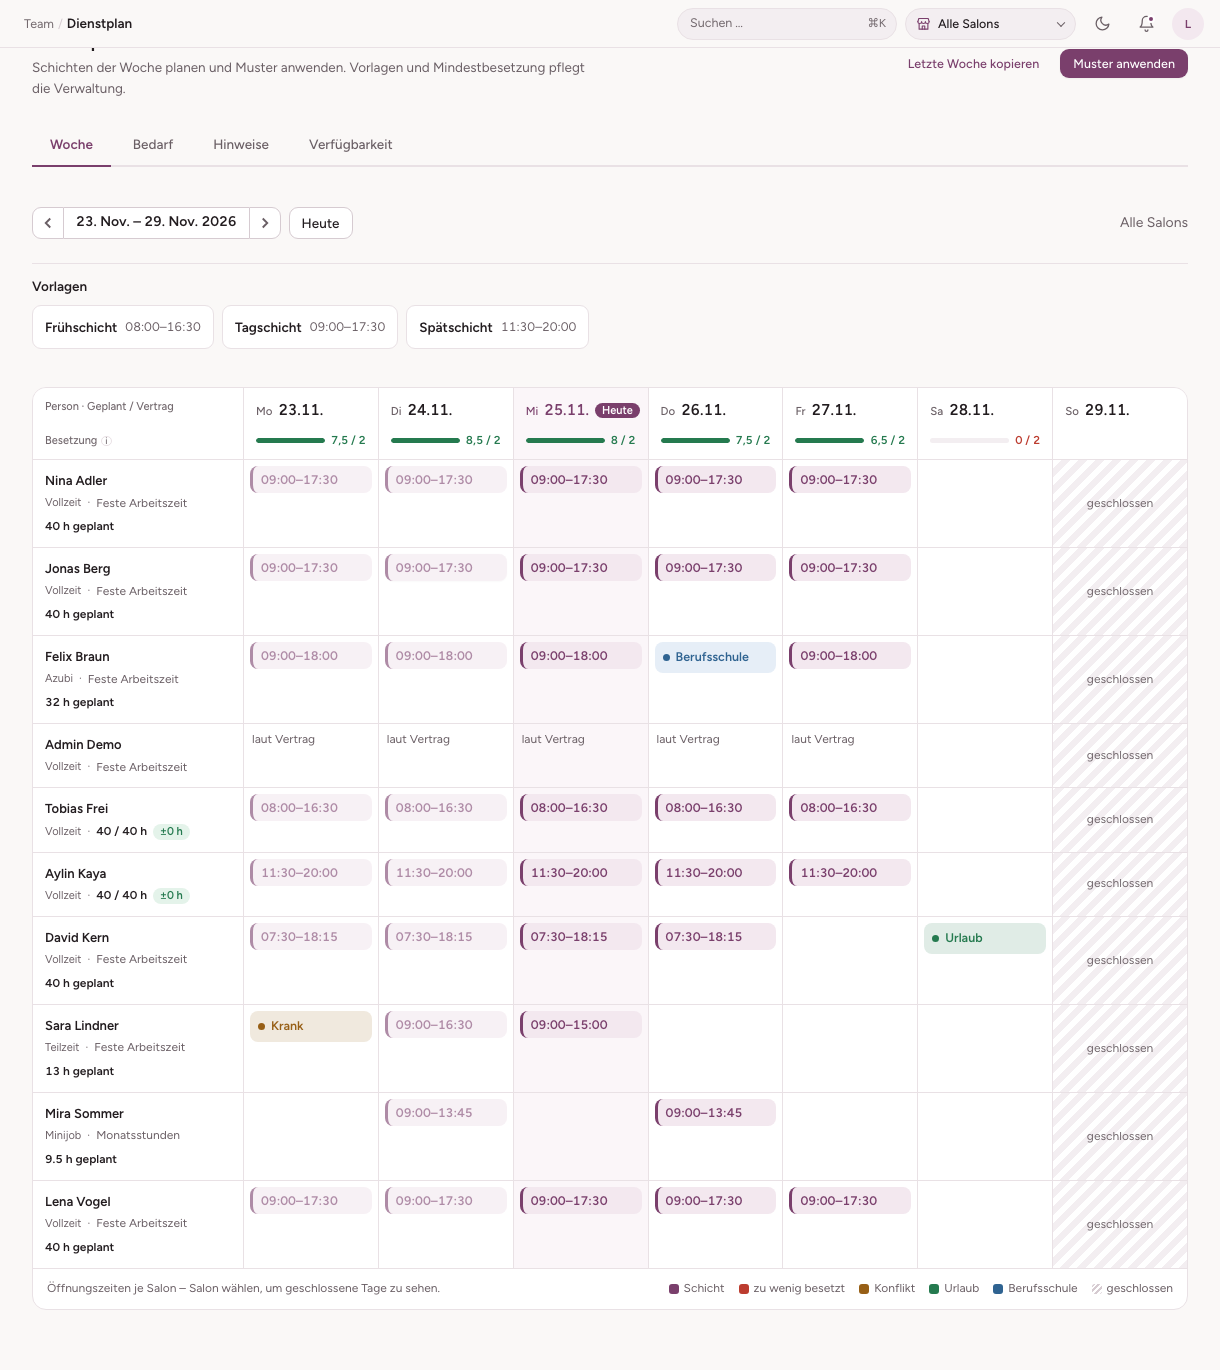 Team / Dienstplan
Suchen ... ⌘K
Alle Salons
L
Schichten der Woche planen und Muster anwenden. Vorlagen und Mindestbesetzung pflegt
die Verwaltung.
Letzte Woche kopieren
Muster anwenden
Woche Bedarf Hinweise Verfügbarkeit
23. Nov. – 29. Nov. 2026
Heute
Alle Salons
Vorlagen
Frühschicht 08:00–16:30
Tagschicht 09:00–17:30
Spätschicht 11:30–20:00
Person · Geplant / Vertrag
Mo 23.11. Di 24.11. Mi 25.11. Heute Do 26.11. Fr 27.11. Sa 28.11. So 29.11.
Besetzung 7,5 / 2 8,5 / 2 8 / 2 7,5 / 2 6,5 / 2 0 / 2
Nina Adler 09:00–17:30 09:00–17:30 09:00–17:30 09:00–17:30 09:00–17:30
Vollzeit · Feste Arbeitszeit geschlossen
40 h geplant
Jonas Berg 09:00–17:30 09:00–17:30 09:00–17:30 09:00–17:30 09:00–17:30
Vollzeit · Feste Arbeitszeit geschlossen
40 h geplant
Felix Braun 09:00–18:00 09:00–18:00 09:00–18:00 Berufsschule 09:00–18:00
Azubi · Feste Arbeitszeit geschlossen
32 h geplant
Admin Demo laut Vertrag laut Vertrag laut Vertrag laut Vertrag laut Vertrag
Vollzeit · Feste Arbeitszeit geschlossen
Tobias Frei 08:00–16:30 08:00–16:30 08:00–16:30 08:00–16:30 08:00–16:30
Vollzeit · 40 / 40 h ±0 h geschlossen
Aylin Kaya 11:30–20:00 11:30–20:00 11:30–20:00 11:30–20:00 11:30–20:00
Vollzeit · 40 / 40 h ±0 h geschlossen
David Kern 07:30–18:15 07:30–18:15 07:30–18:15 07:30–18:15 Urlaub
Vollzeit · Feste Arbeitszeit geschlossen
40 h geplant
Sara Lindner Krank 09:00–16:30 09:00–15:00
Teilzeit · Feste Arbeitszeit geschlossen
13 h geplant
Mira Sommer 09:00–13:45 09:00–13:45
Minijob · Monatsstunden geschlossen
9.5 h geplant
Lena Vogel 09:00–17:30 09:00–17:30 09:00–17:30 09:00–17:30 09:00–17:30
Vollzeit · Feste Arbeitszeit geschlossen
40 h geplant
Öffnungszeiten je Salon – Salon wählen, um geschlossene Tage zu sehen.
Schicht zu wenig besetzt Konflikt Urlaub Berufsschule geschlossen